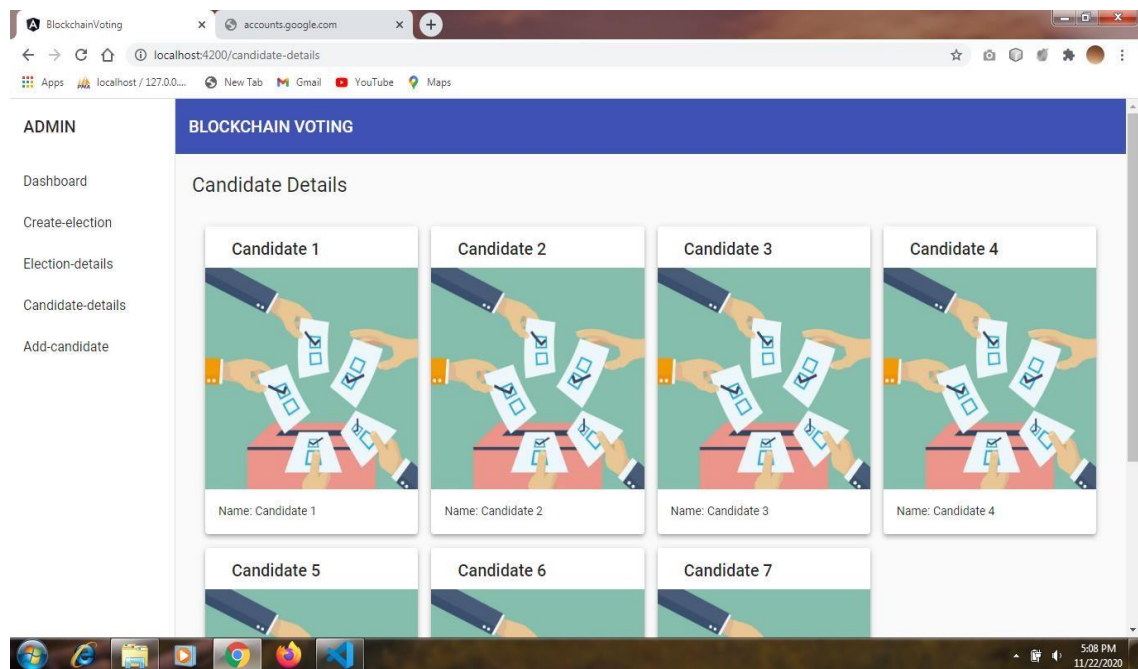 BlockchainVoting
accounts.google.com
localhost:4200/candidate-details
Apps localhost / 127.0.0.... New Tab Gmail YouTube Maps
ADMIN
BLOCKCHAIN VOTING
Dashboard
Create-election
Election-details
Candidate-details
Add-candidate
Candidate Details
Candidate 1
Candidate 2
Candidate 3
Candidate 4
Name: Candidate 1
Name: Candidate 2
Name: Candidate 3
Name: Candidate 4
Candidate 5
Candidate 6
Candidate 7
5:08 PM
11/22/2020